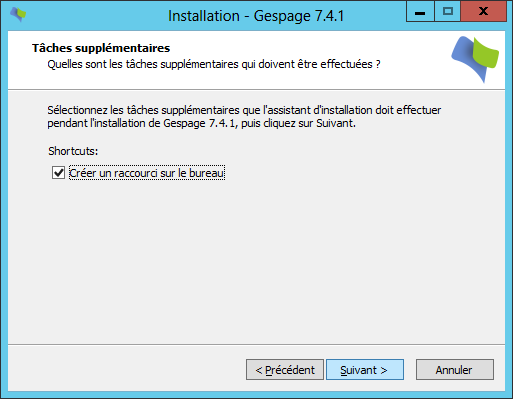 Installation - Gespage 7.4.1
Tâches supplémentaires
Quelles sont les tâches supplémentaires qui doivent être effectuées ?
Sélectionnez les tâches supplémentaires que l'assistant d'installation doit effectuer
pendant l'installation de Gespage 7.4.1, puis cliquez sur Suivant.
Shortcuts:
Créer un raccourci sur le bureau
< Précédent
Suivant >
Annuler